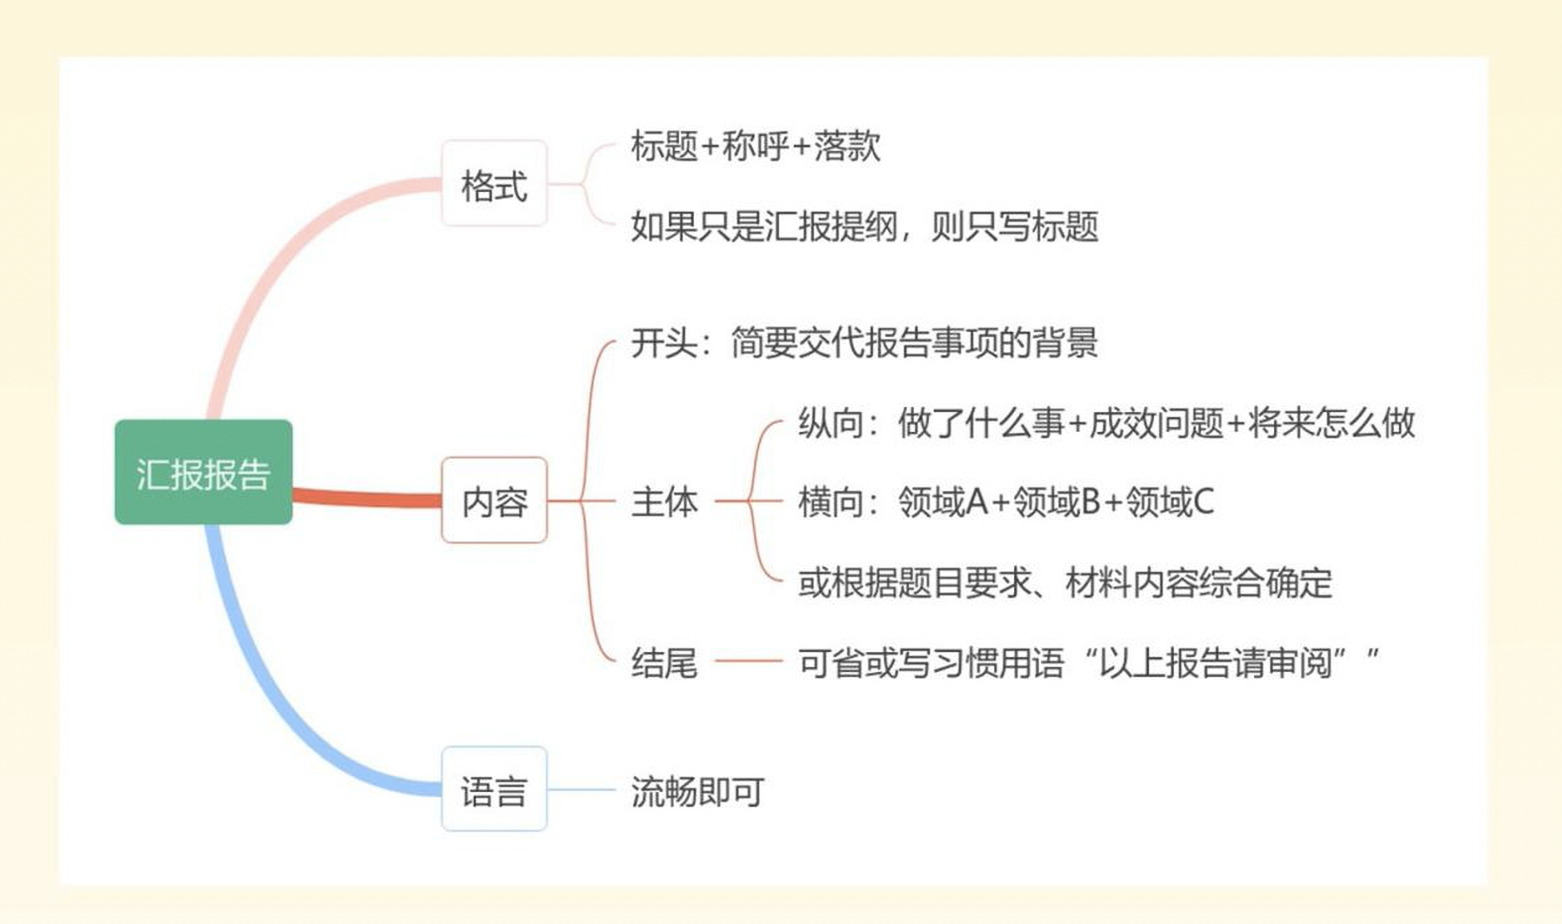 标题+称呼+落款
格式
如果只是汇报提纲，则只写标题
开头：简要交代报告事项的背景
纵向：做了什么事+成效问题+将来怎么做
汇报报告
内容
主体
横向：领域A+领域B+领域C
或根据题目要求、材料内容综合确定
结尾
可省或写习惯用语“以上报告请审阅””
语言
流畅即可